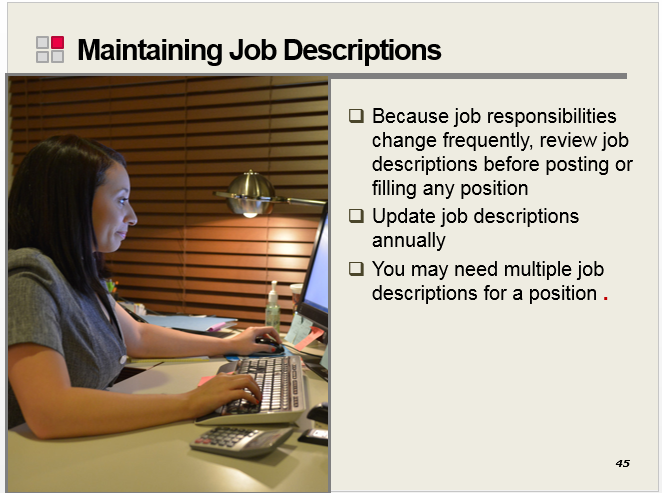 Maintaining Job Descriptions
❑ Because job responsibilities
change frequently, review job
descriptions before posting or
filling any position
❑ Update job descriptions
annually
❑ You may need multiple job
descriptions for a position .
45